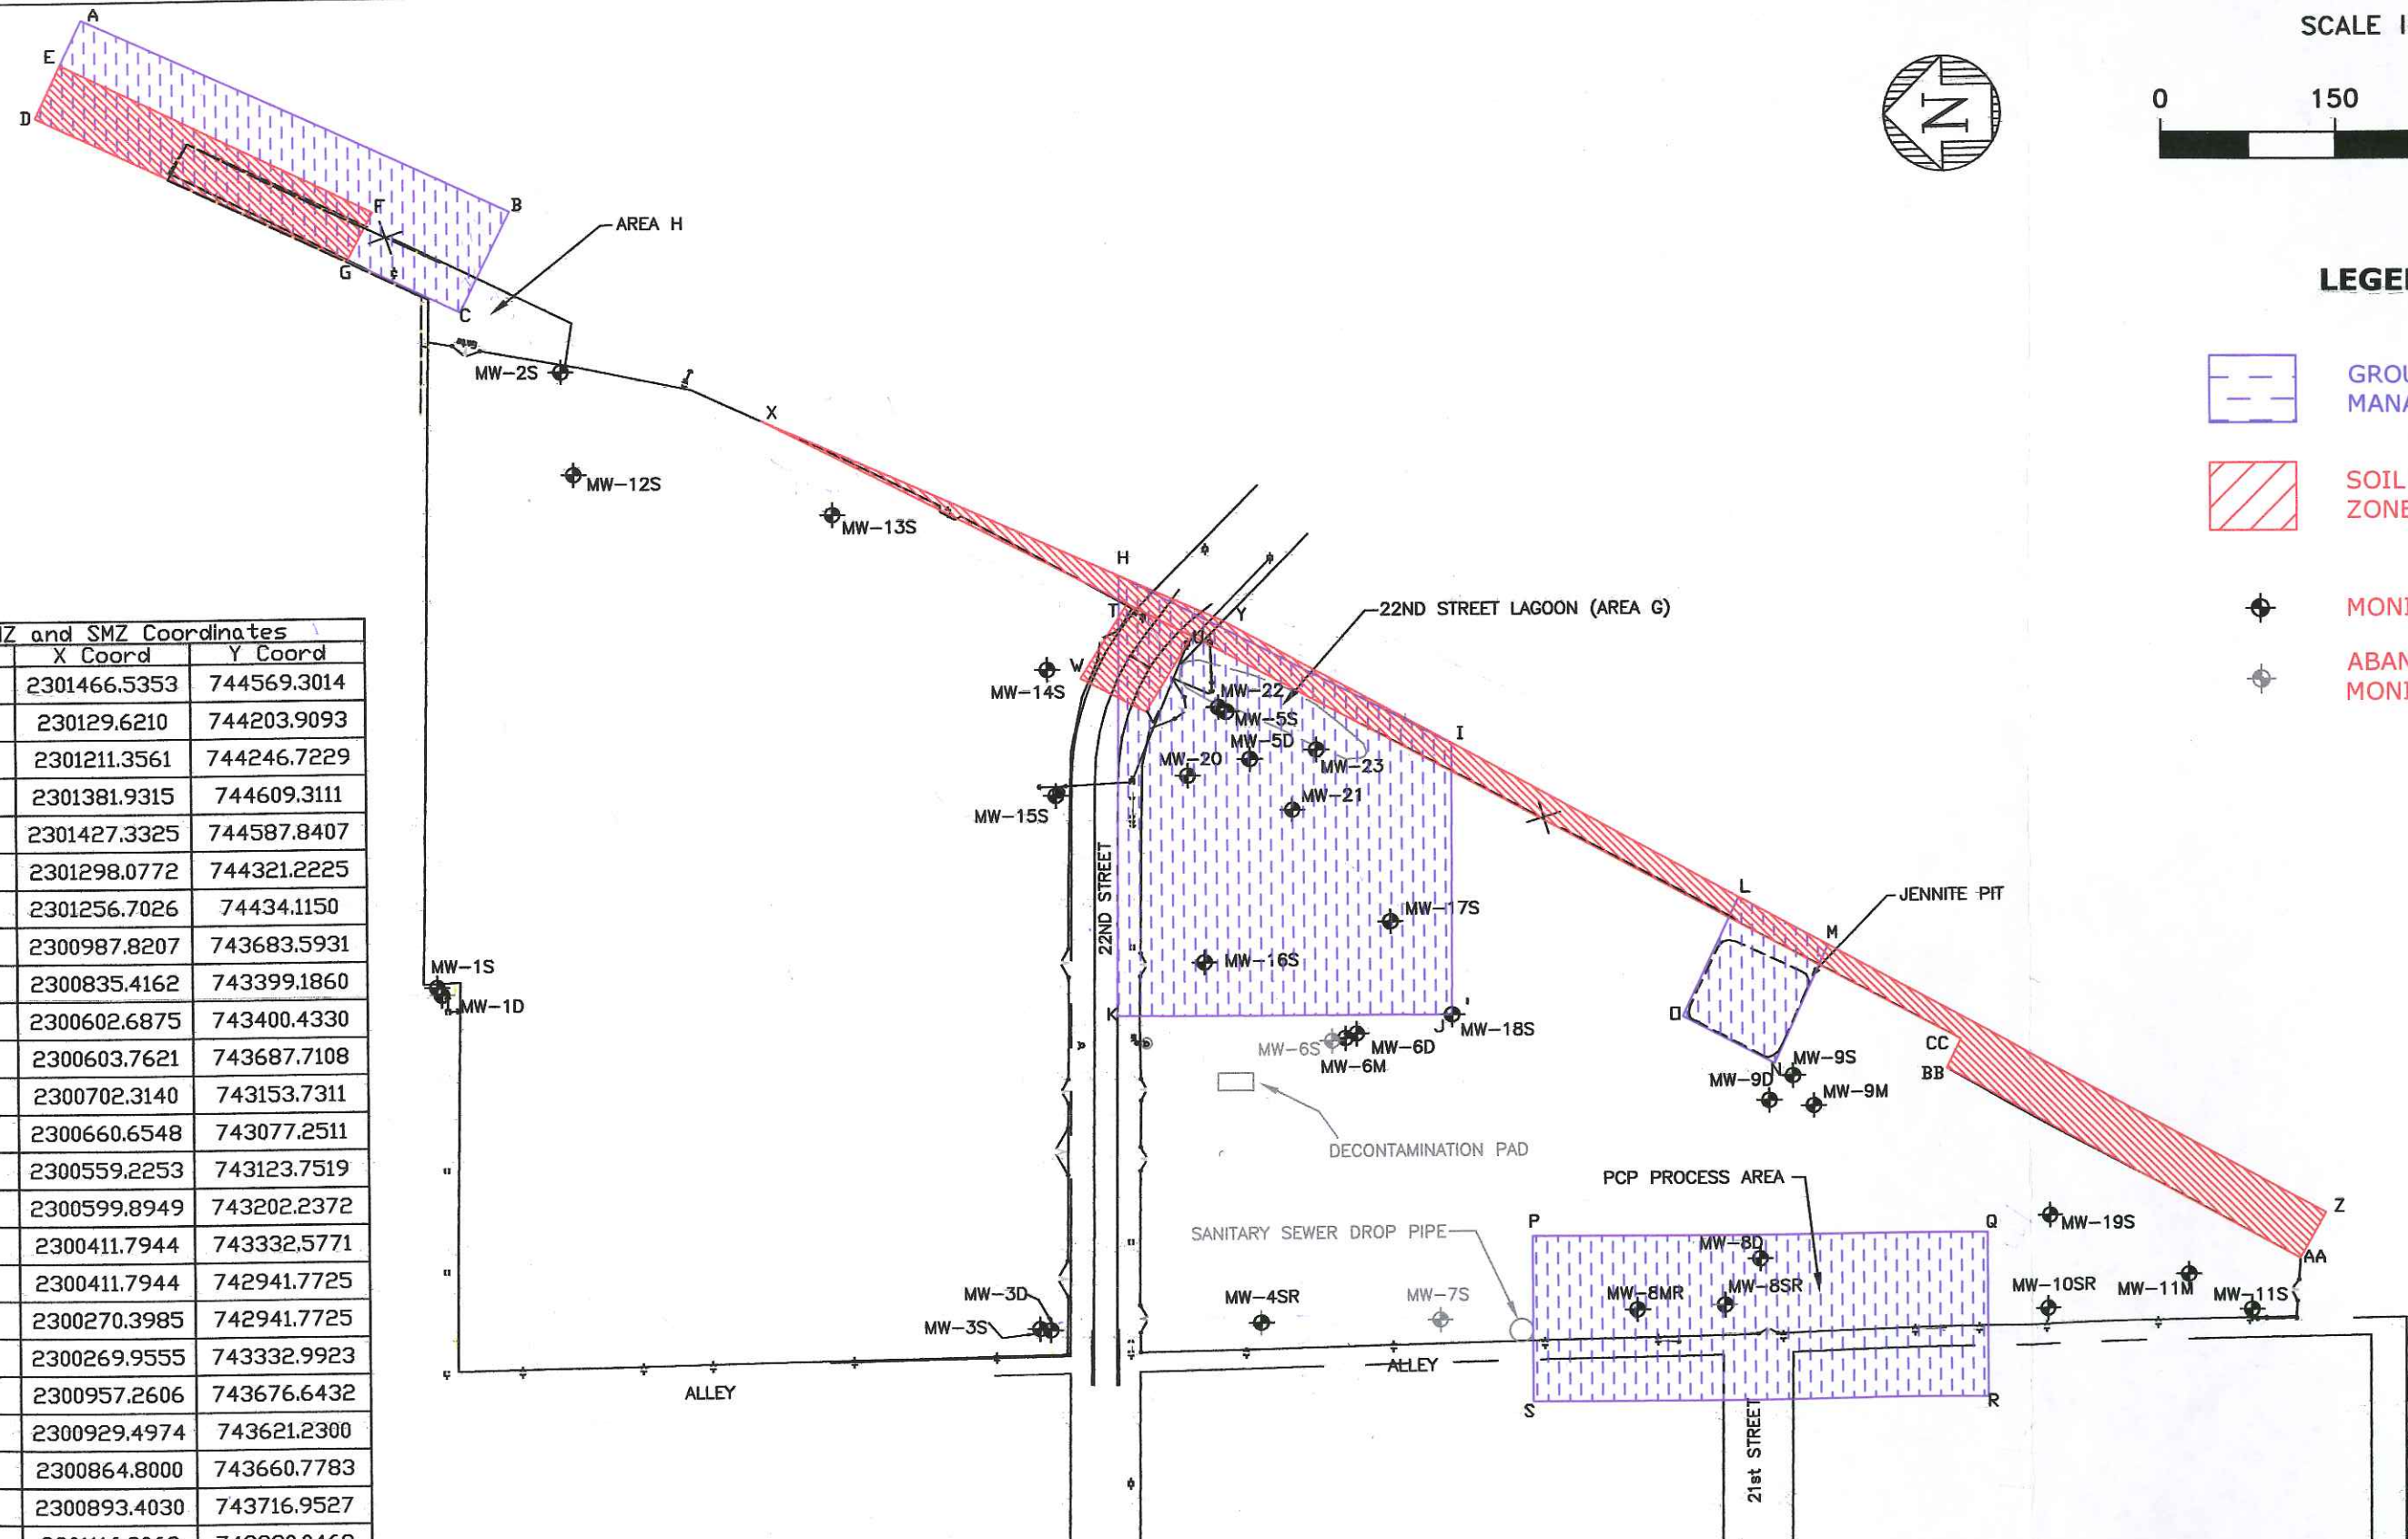 SCALE I
0 150
N
LEGE
GROU
MANA
SOIL
ZONE
MONI
ABAN
MONI
A
E
D
B
F
G
C
AREA H
Gate
MW-2S
X
MW-12S
MW-13S
H
T
Y
U
W
22ND STREET LAGOON (AREA G)
MW-14S
MW-22
MW-5S
MW-5D
MW-20
MW-23
MW-21
MW-15S
I
22ND STREET
MW-17S
MW-16S
K
J
MW-18S
MW-6S
MW-6D
MW-6M
DECONTAMINATION PAD
MW-1S
MW-1D
L
M
JENNITE PIT
O
N
MW-9S
MW-9D
MW-9M
CC
BB
PCP PROCESS AREA
SANITARY SEWER DROP PIPE
P
Q
Z
AA
MW-19S
MW-8D
MW-8MR
MW-8SR
MW-10SR
MW-11M
MW-11S
MW-3D
MW-3S
MW-4SR
MW-7S
ALLEY
ALLEY
S
R
21st STREET
Z and SMZ Coordinates
X Coord Y Coord
2301466.5353 744569.3014
230129.6210 744203.9093
2301211.3561 744246.7229
2301381.9315 744609.3111
2301427.3325 744587.8407
2301298.0772 744321.2225
2301256.7026 74434.1150
2300987.8207 743683.5931
2300835.4162 743399.1860
2300602.6875 743400.4330
2300603.7621 743687.7108
2300702.3140 743153.7311
2300660.6548 743077.2511
2300559.2253 743123.7519
2300599.8949 743202.2372
2300411.7944 743332.5771
2300411.7944 742941.7725
2300270.3985 742941.7725
2300269.9555 743332.9923
2300957.2606 743676.6432
2300929.4974 743621.2300
2300864.8000 743660.7783
2300893.4030 743716.9527